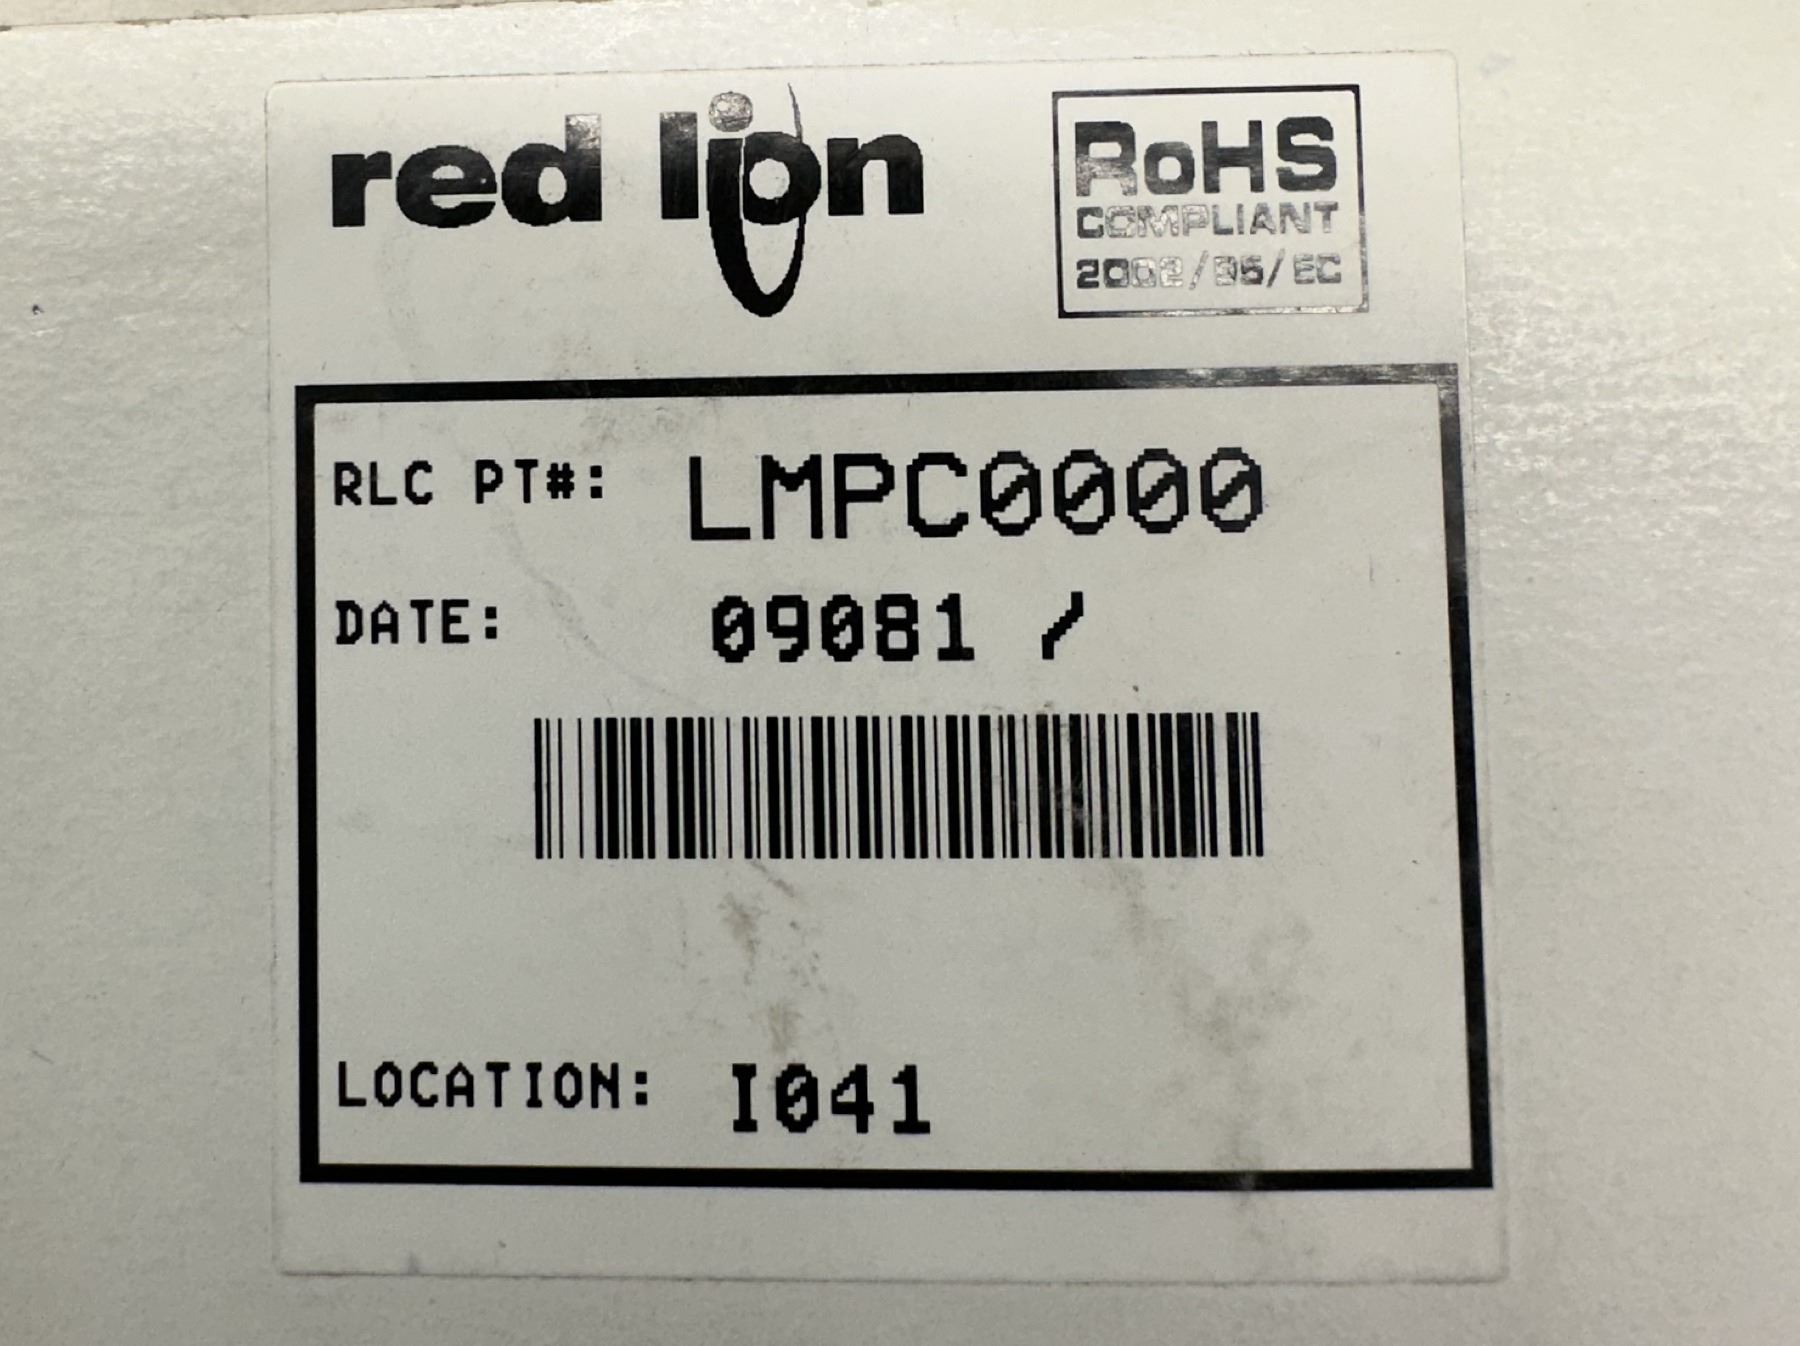 red lion
RoHS
COMPLIANT
2002/95/EC
RLC PT#: LMPC0000
DATE: 09081 /
LOCATION: I041